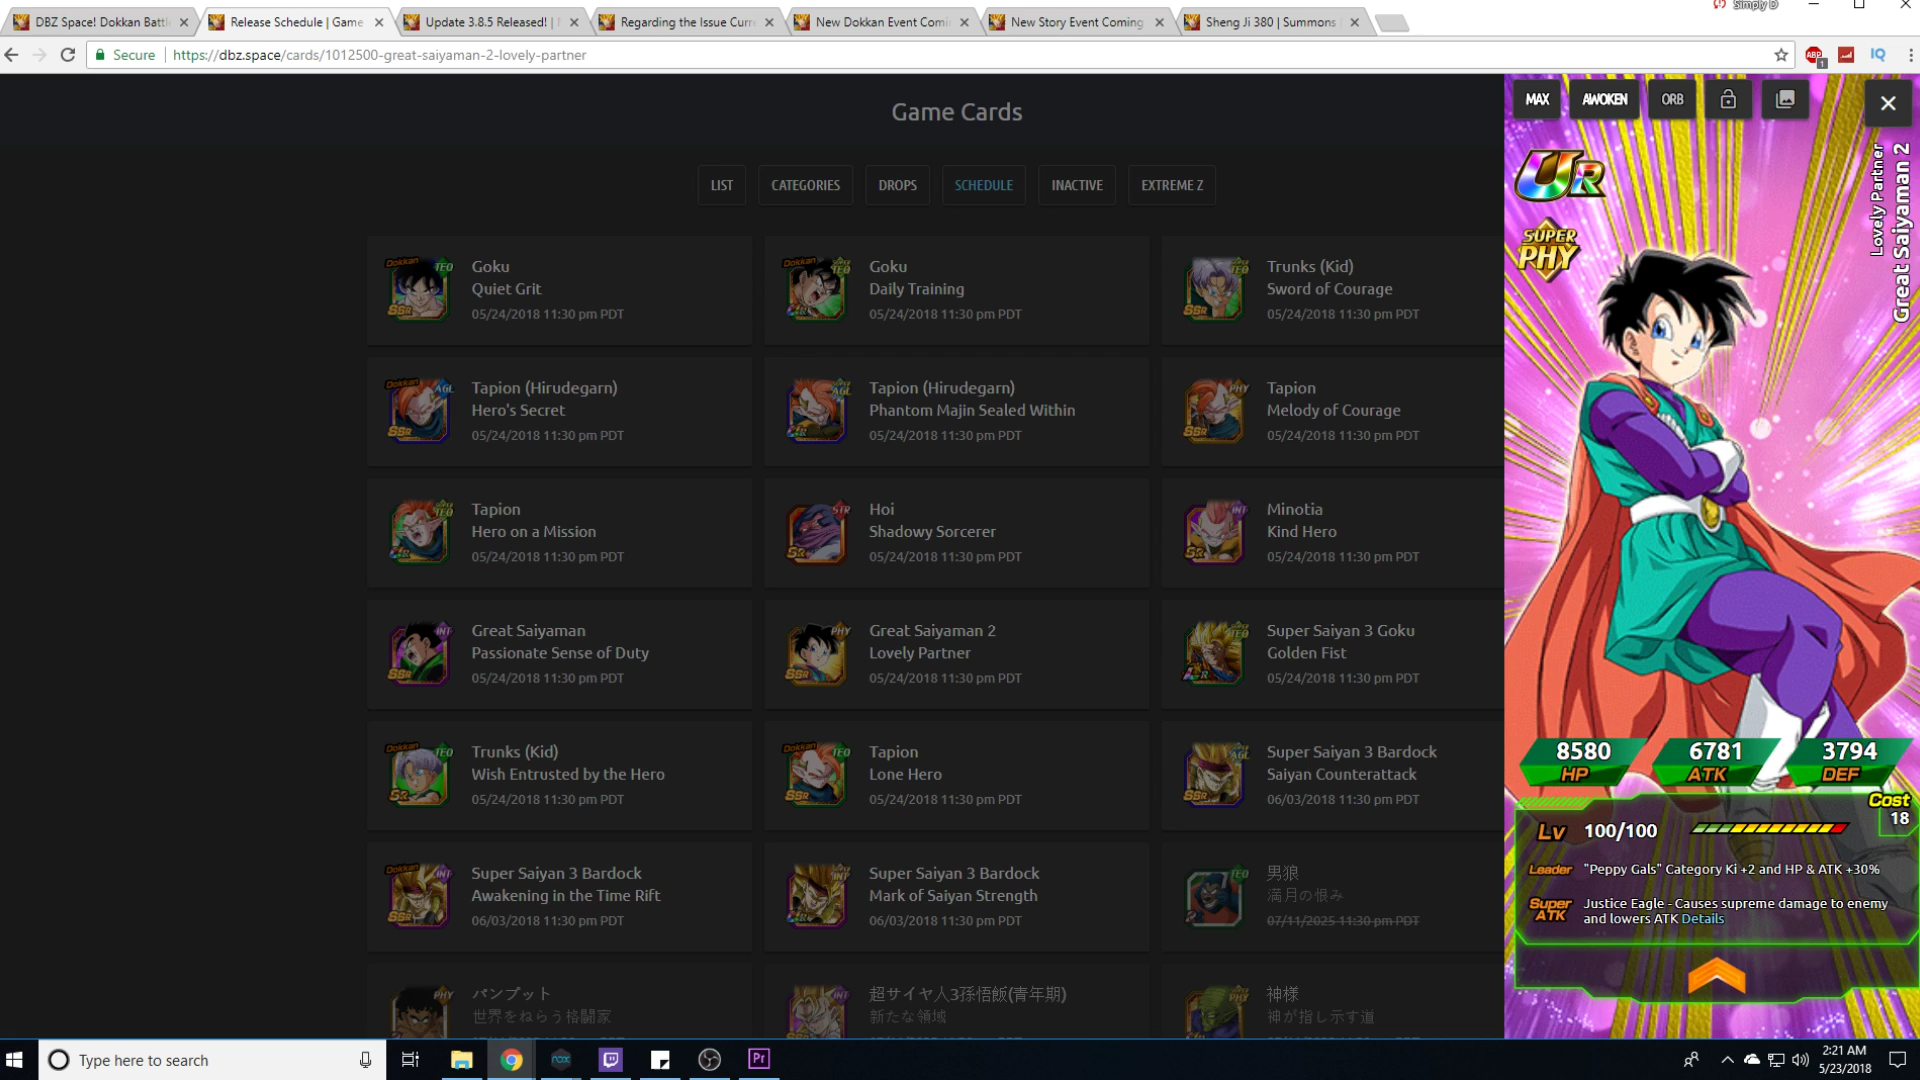 DBZ Space! Dokkan Battl
Release Schedule | Game
Update 3.8.5 Released! |
Regarding the Issue Curr
New Dokkan Event Comi
New Story Event Coming
Sheng Ji 380 | Summons
Simply D
Secure
https://dbz.space/cards/1012500-great-saiyaman-2-lovely-partner
ABP
1
IQ
Game Cards
LIST
CATEGORIES
DROPS
SCHEDULE
INACTIVE
EXTREME Z
Goku
Quiet Grit
05/24/2018 11:30 pm PDT
Goku
Daily Training
05/24/2018 11:30 pm PDT
Trunks (Kid)
Sword of Courage
05/24/2018 11:30 pm PDT
Tapion (Hirudegarn)
Hero's Secret
05/24/2018 11:30 pm PDT
Tapion (Hirudegarn)
Phantom Majin Sealed Within
05/24/2018 11:30 pm PDT
Tapion
Melody of Courage
05/24/2018 11:30 pm PDT
Tapion
Hero on a Mission
05/24/2018 11:30 pm PDT
Hoi
Shadowy Sorcerer
05/24/2018 11:30 pm PDT
Minotia
Kind Hero
05/24/2018 11:30 pm PDT
Great Saiyaman
Passionate Sense of Duty
05/24/2018 11:30 pm PDT
Great Saiyaman 2
Lovely Partner
05/24/2018 11:30 pm PDT
Super Saiyan 3 Goku
Golden Fist
05/24/2018 11:30 pm PDT
Trunks (Kid)
Wish Entrusted by the Hero
05/24/2018 11:30 pm PDT
Tapion
Lone Hero
05/24/2018 11:30 pm PDT
Super Saiyan 3 Bardock
Saiyan Counterattack
06/03/2018 11:30 pm PDT
Super Saiyan 3 Bardock
Awakening in the Time Rift
06/03/2018 11:30 pm PDT
Super Saiyan 3 Bardock
Mark of Saiyan Strength
06/03/2018 11:30 pm PDT
男狼
満月の恨み
07/11/2025 11:30 pm PDT
パンプット
世界をねらう格闘家
超サイヤ人3孫悟飯(青年期)
新たな領域
神様
神が指し示す道
MAX
AWOKEN
ORB
UR
SUPER
PHY
Lovely Partner
Great Saiyaman 2
8580
HP
6781
ATK
3794
DEF
Cost
18
Lv 100/100
Leader "Peppy Gals" Category Ki +2 and HP & ATK +30%
Super ATK Justice Eagle - Causes supreme damage to enemy
and lowers ATK Details
Type here to search
nox
Pr
2:21 AM
5/23/2018